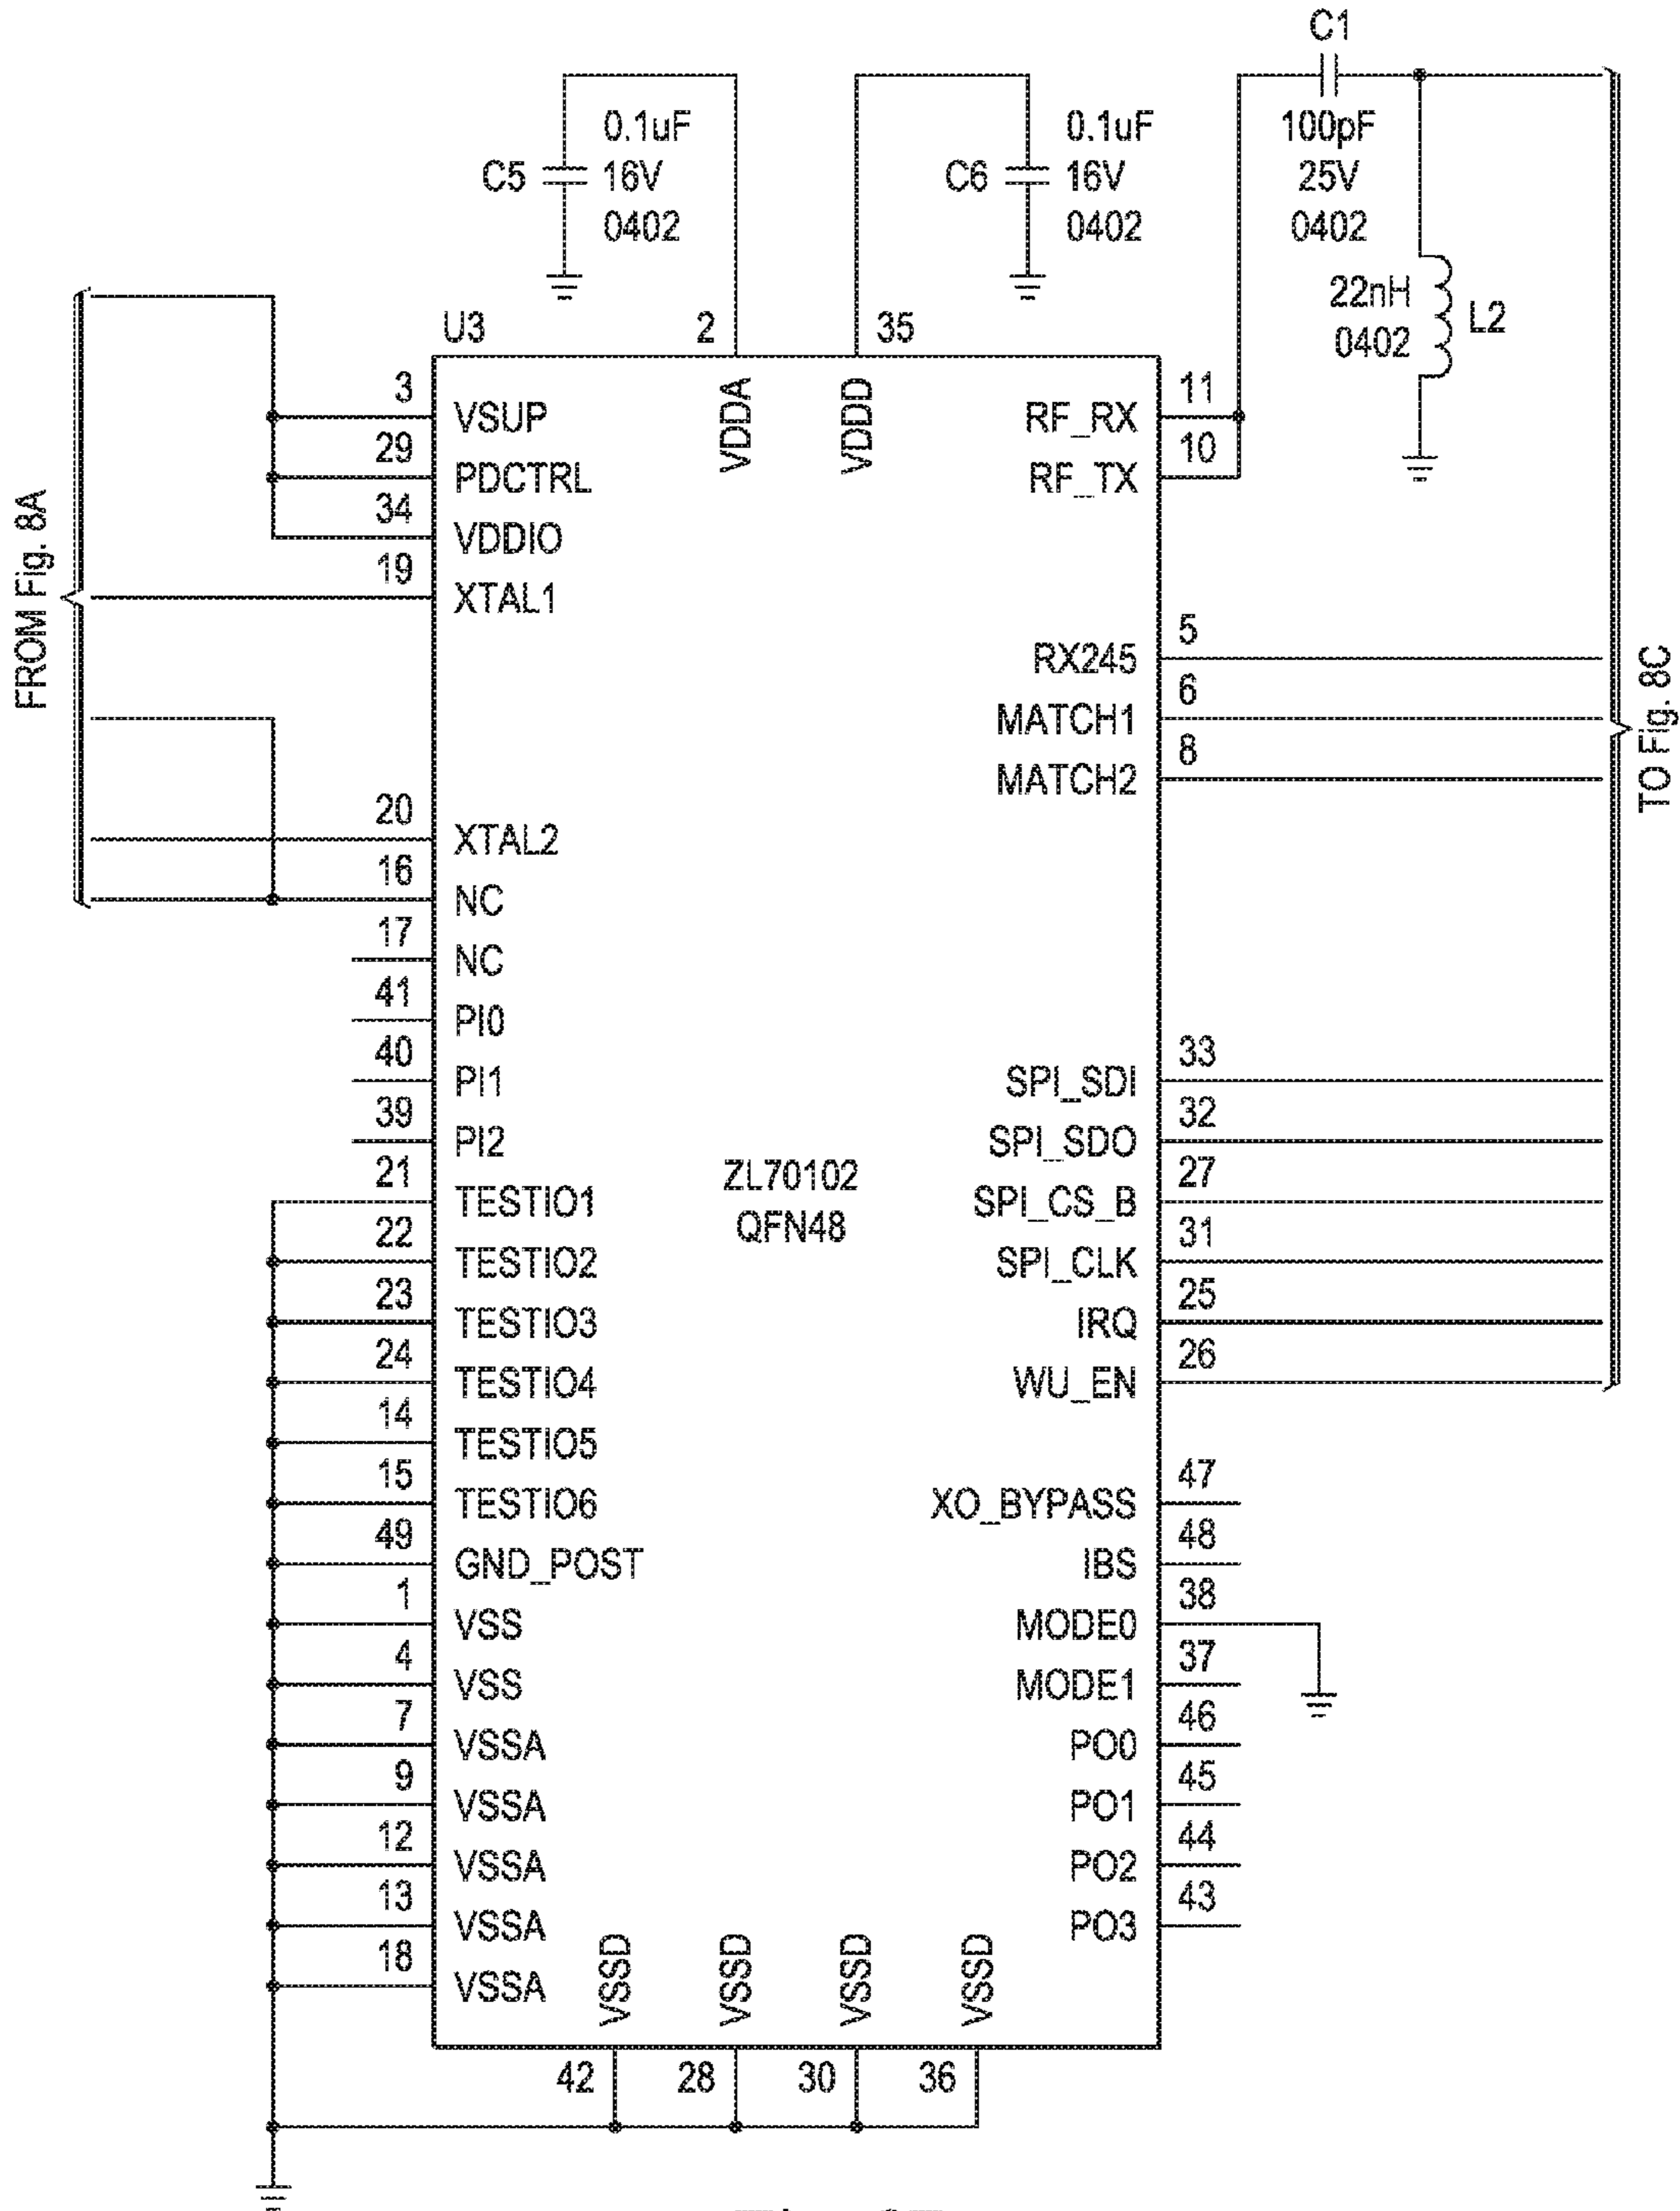 C1
100pF
25V
0402
C5
0.1uF
16V
0402
C6
0.1uF
16V
0402
22nH
0402
L2
U3
2
35
FROM Fig. 8A
TO Fig. 8C
VDDA
VDDD
3 VSUP
29 PDCTRL
34 VDDIO
19 XTAL1
20 XTAL2
16 NC
17 NC
41 PI0
40 PI1
39 PI2
21 TESTIO1
22 TESTIO2
23 TESTIO3
24 TESTIO4
14 TESTIO5
15 TESTIO6
49 GND_POST
1 VSS
4 VSS
7 VSSA
9 VSSA
12 VSSA
13 VSSA
18 VSSA
ZL70102
QFN48
RF_RX 11
RF_TX 10
RX245 5
MATCH1 6
MATCH2 8
SPI_SDI 33
SPI_SDO 32
SPI_CS_B 27
SPI_CLK 31
IRQ 25
WU_EN 26
XO_BYPASS 47
IBS 48
MODE0 38
MODE1 37
PO0 46
PO1 45
PO2 44
PO3 43
VSSD
VSSD
VSSD
VSSD
42
28
30
36